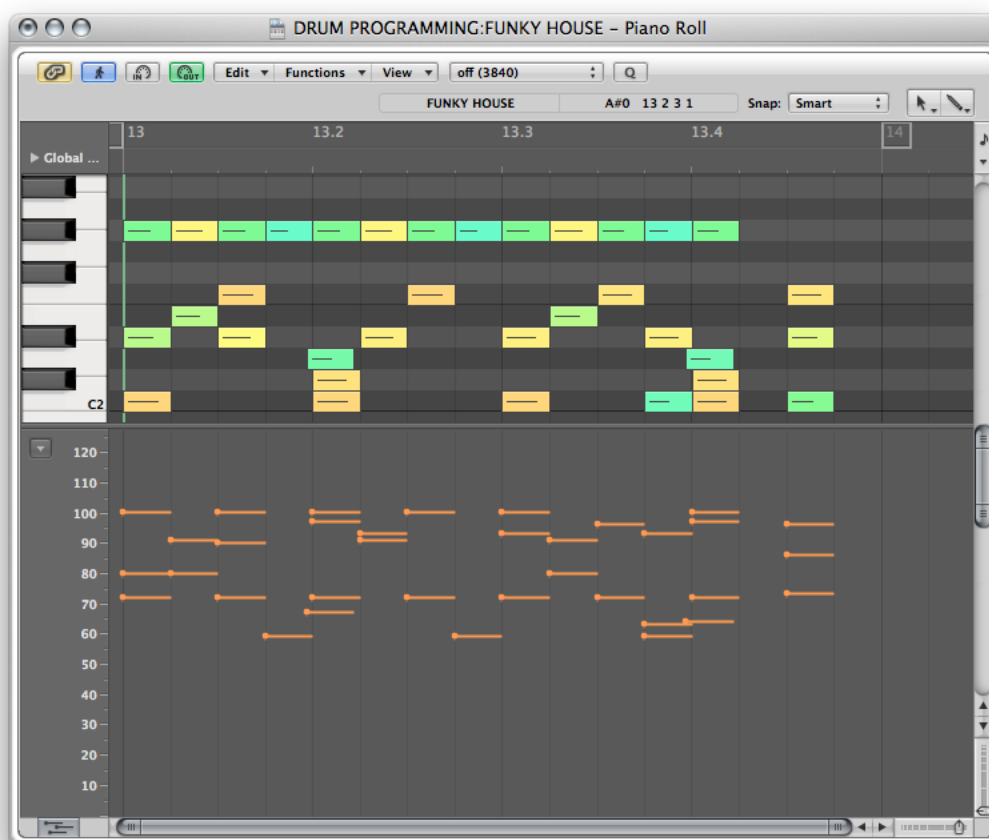 DRUM PROGRAMMING:FUNKY HOUSE – Piano Roll
IN OUT Edit Functions View off (3840) Q
FUNKY HOUSE A#0 13 2 3 1 Snap: Smart
13 13.2 13.3 13.4 14
Global ...
C2
120
110
100
90
80
70
60
50
40
30
20
10